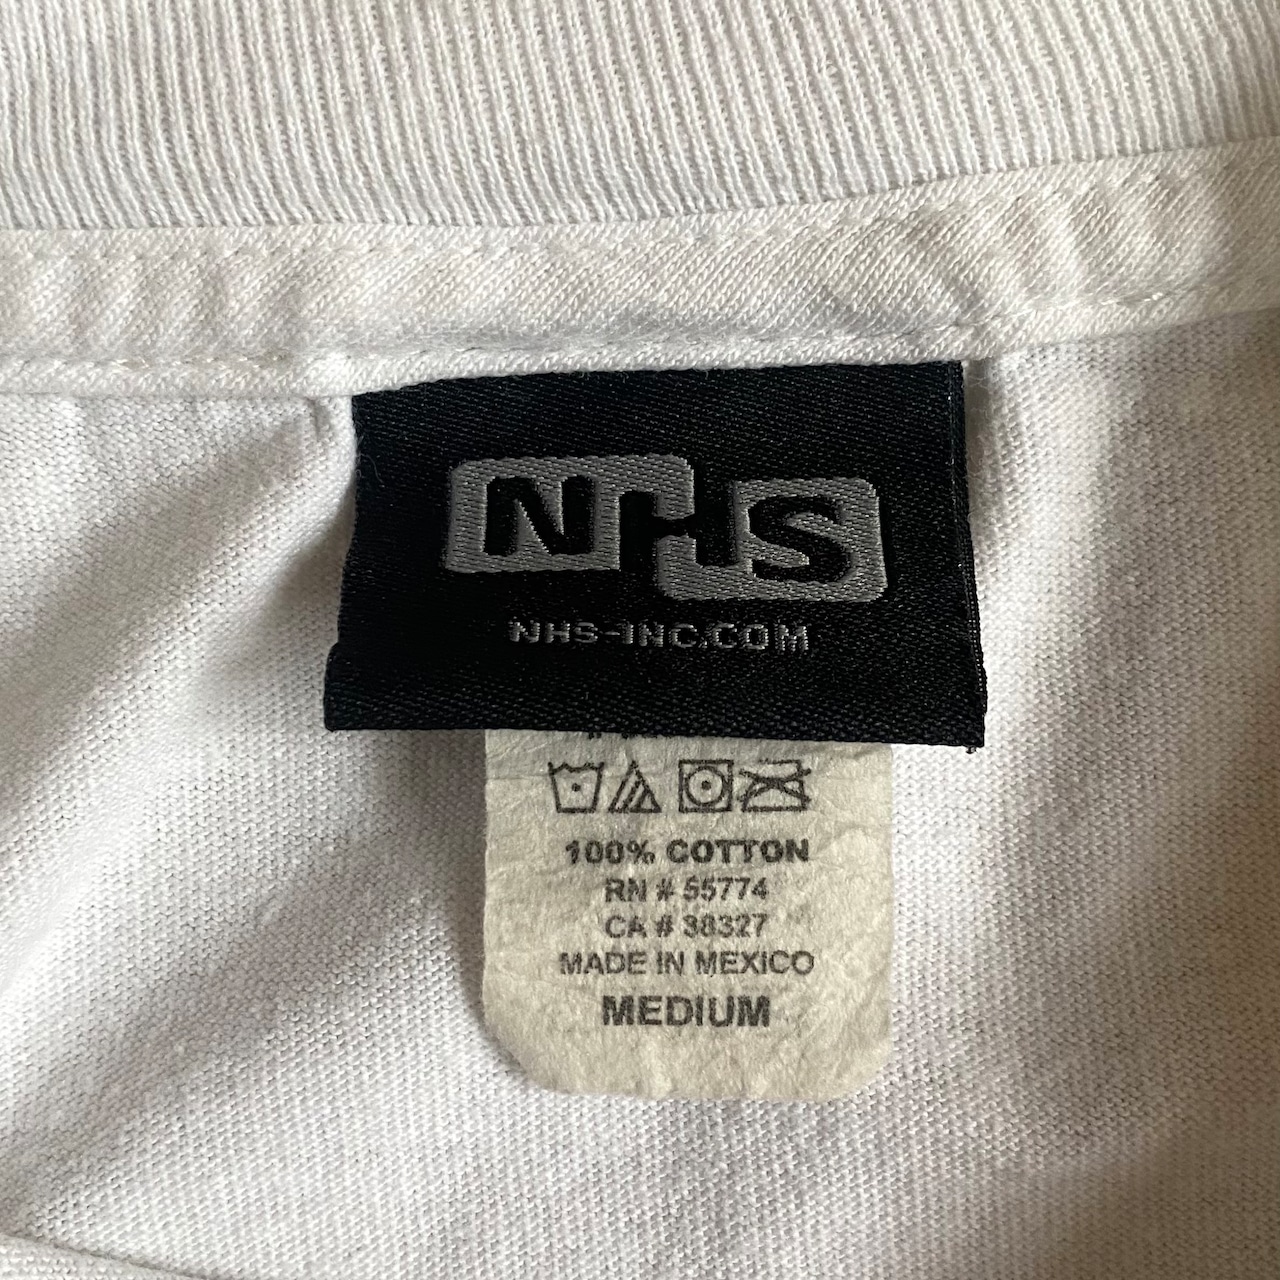 NHS
NHS-INC.COM
100% COTTON
RN # 55774
CA # 38327
MADE IN MEXICO
MEDIUM